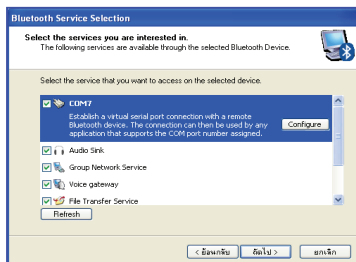 Bluetooth Service Selection
Select the services you are interested in.
The following services are available through the selected Bluetooth Device.
Select the service that you want to access on the selected device.
COM7
Establish a virtual serial port connection with a remote
Bluetooth device. The connection can then be used by any
application that supports the COM port number assigned.
Configure
Audio Sink
Group Network Service
Voice gateway
File Transfer Service
Refresh
< ย้อนกลับ
ถัดไป >
ยกเลิก